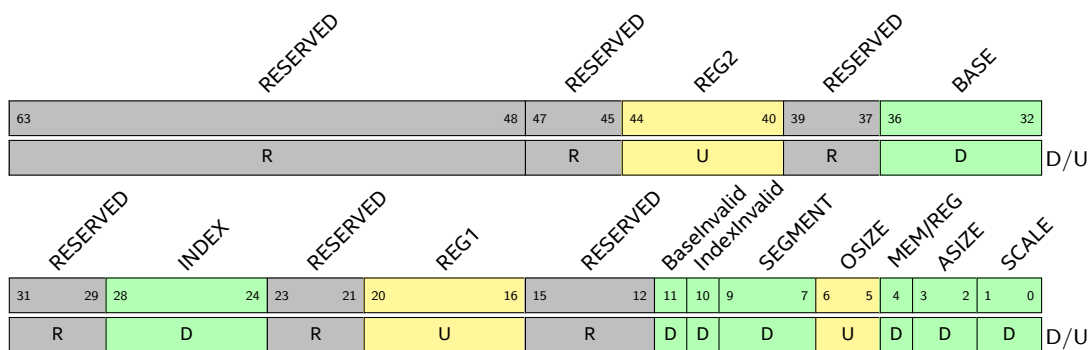 RESERVED RESERVED REG2 RESERVED BASE
63 48 47 45 44 40 39 37 36 32
R R U R D D/U
RESERVED INDEX RESERVED REG1 RESERVED BaseInvalid IndexInvalid SEGMENT OSIZE MEM/REG ASIZE SCALE
31 29 28 24 23 21 20 16 15 12 11 10 9 7 6 5 4 3 2 1 0
R D R U R D D D U D D D D/U